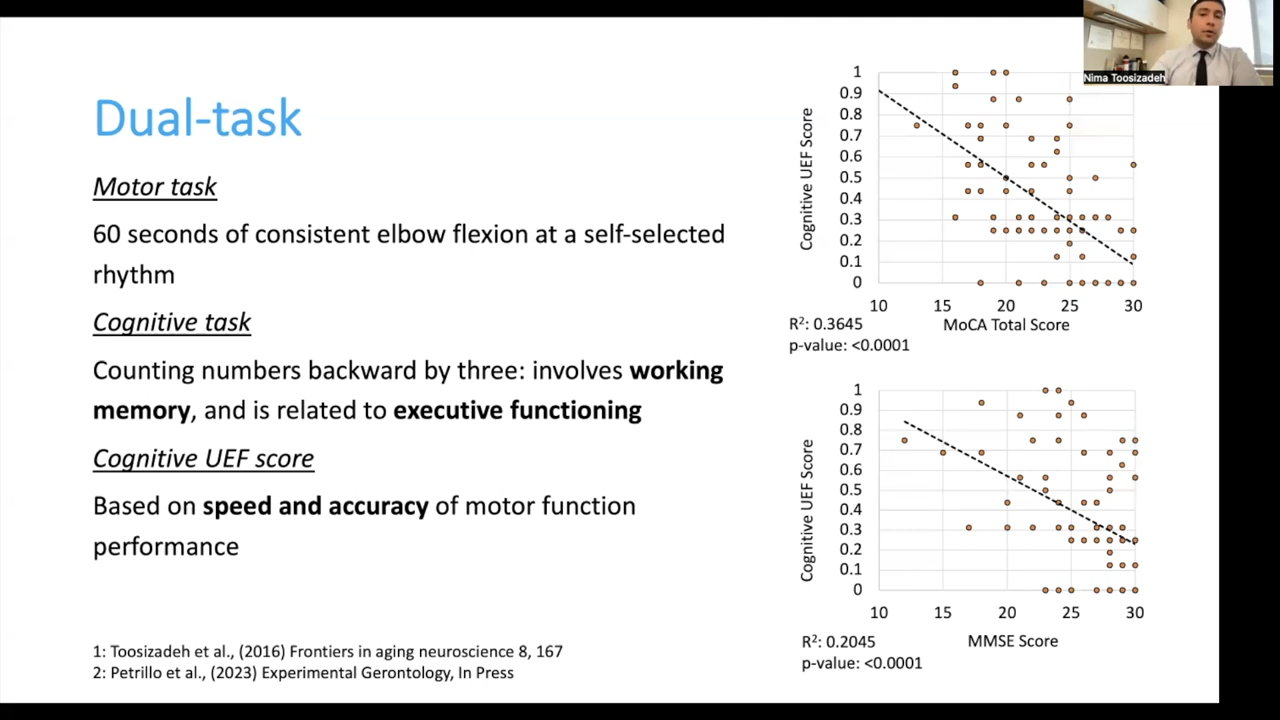 Nima Toosizadeh
Dual-task
Motor task
60 seconds of consistent elbow flexion at a self-selected
rhythm
Cognitive task
Counting numbers backward by three: involves working
memory, and is related to executive functioning
Cognitive UEF score
Based on speed and accuracy of motor function
performance
1: Toosizadeh et al., (2016) Frontiers in aging neuroscience 8, 167
2: Petrillo et al., (2023) Experimental Gerontology, In Press
Cognitive UEF Score
1
0.9
0.8
0.7
0.6
0.5
0.4
0.3
0.2
0.1
0
10 15 20 25 30
MoCA Total Score
R²: 0.3645
p-value: <0.0001
Cognitive UEF Score
1
0.9
0.8
0.7
0.6
0.5
0.4
0.3
0.2
0.1
0
10 15 20 25 30
MMSE Score
R²: 0.2045
p-value: <0.0001